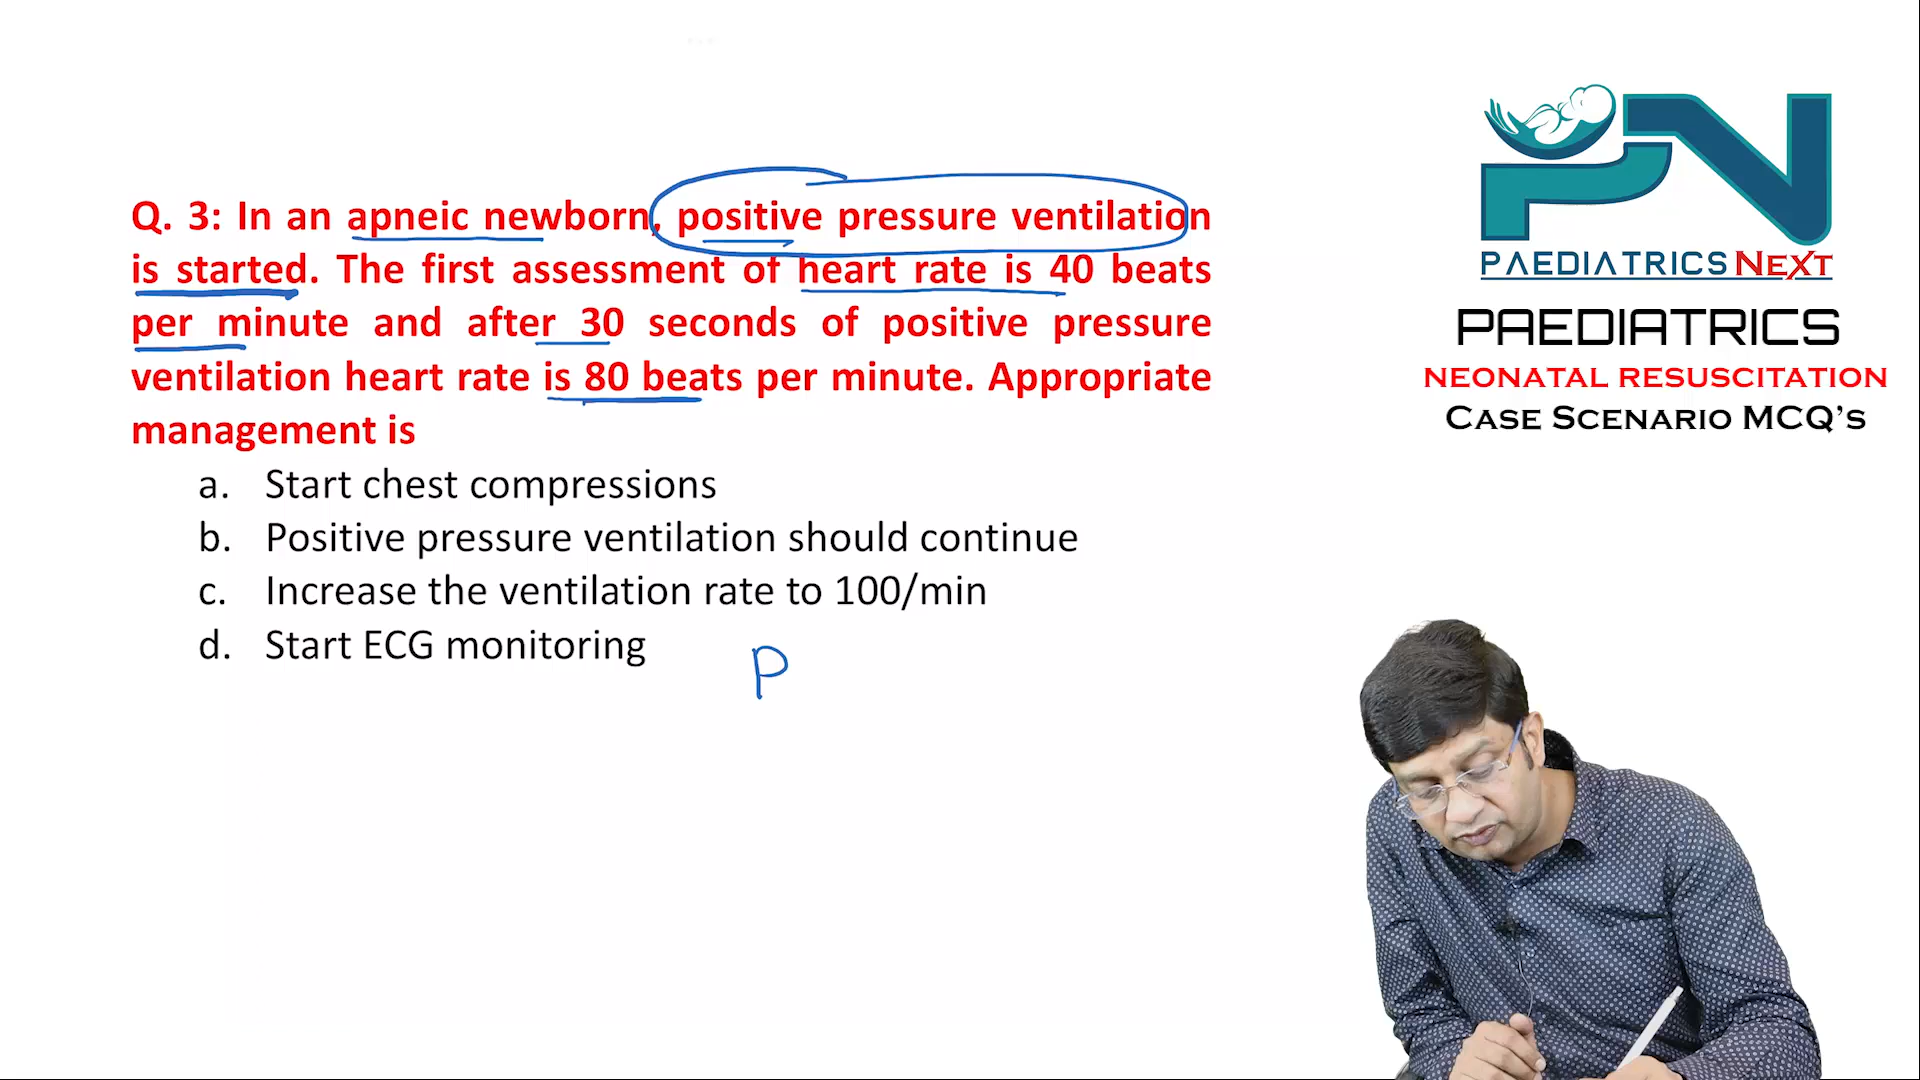 Q. 3: In an apneic newborn, positive pressure ventilation
is started. The first assessment of heart rate is 40 beats
per minute and after 30 seconds of positive pressure
ventilation heart rate is 80 beats per minute. Appropriate
management is
a. Start chest compressions
b. Positive pressure ventilation should continue
c. Increase the ventilation rate to 100/min
d. Start ECG monitoring
P
PN
PAEDIATRICS NEXT
PAEDIATRICS
NEONATAL RESUSCITATION
CASE SCENARIO MCQ'S